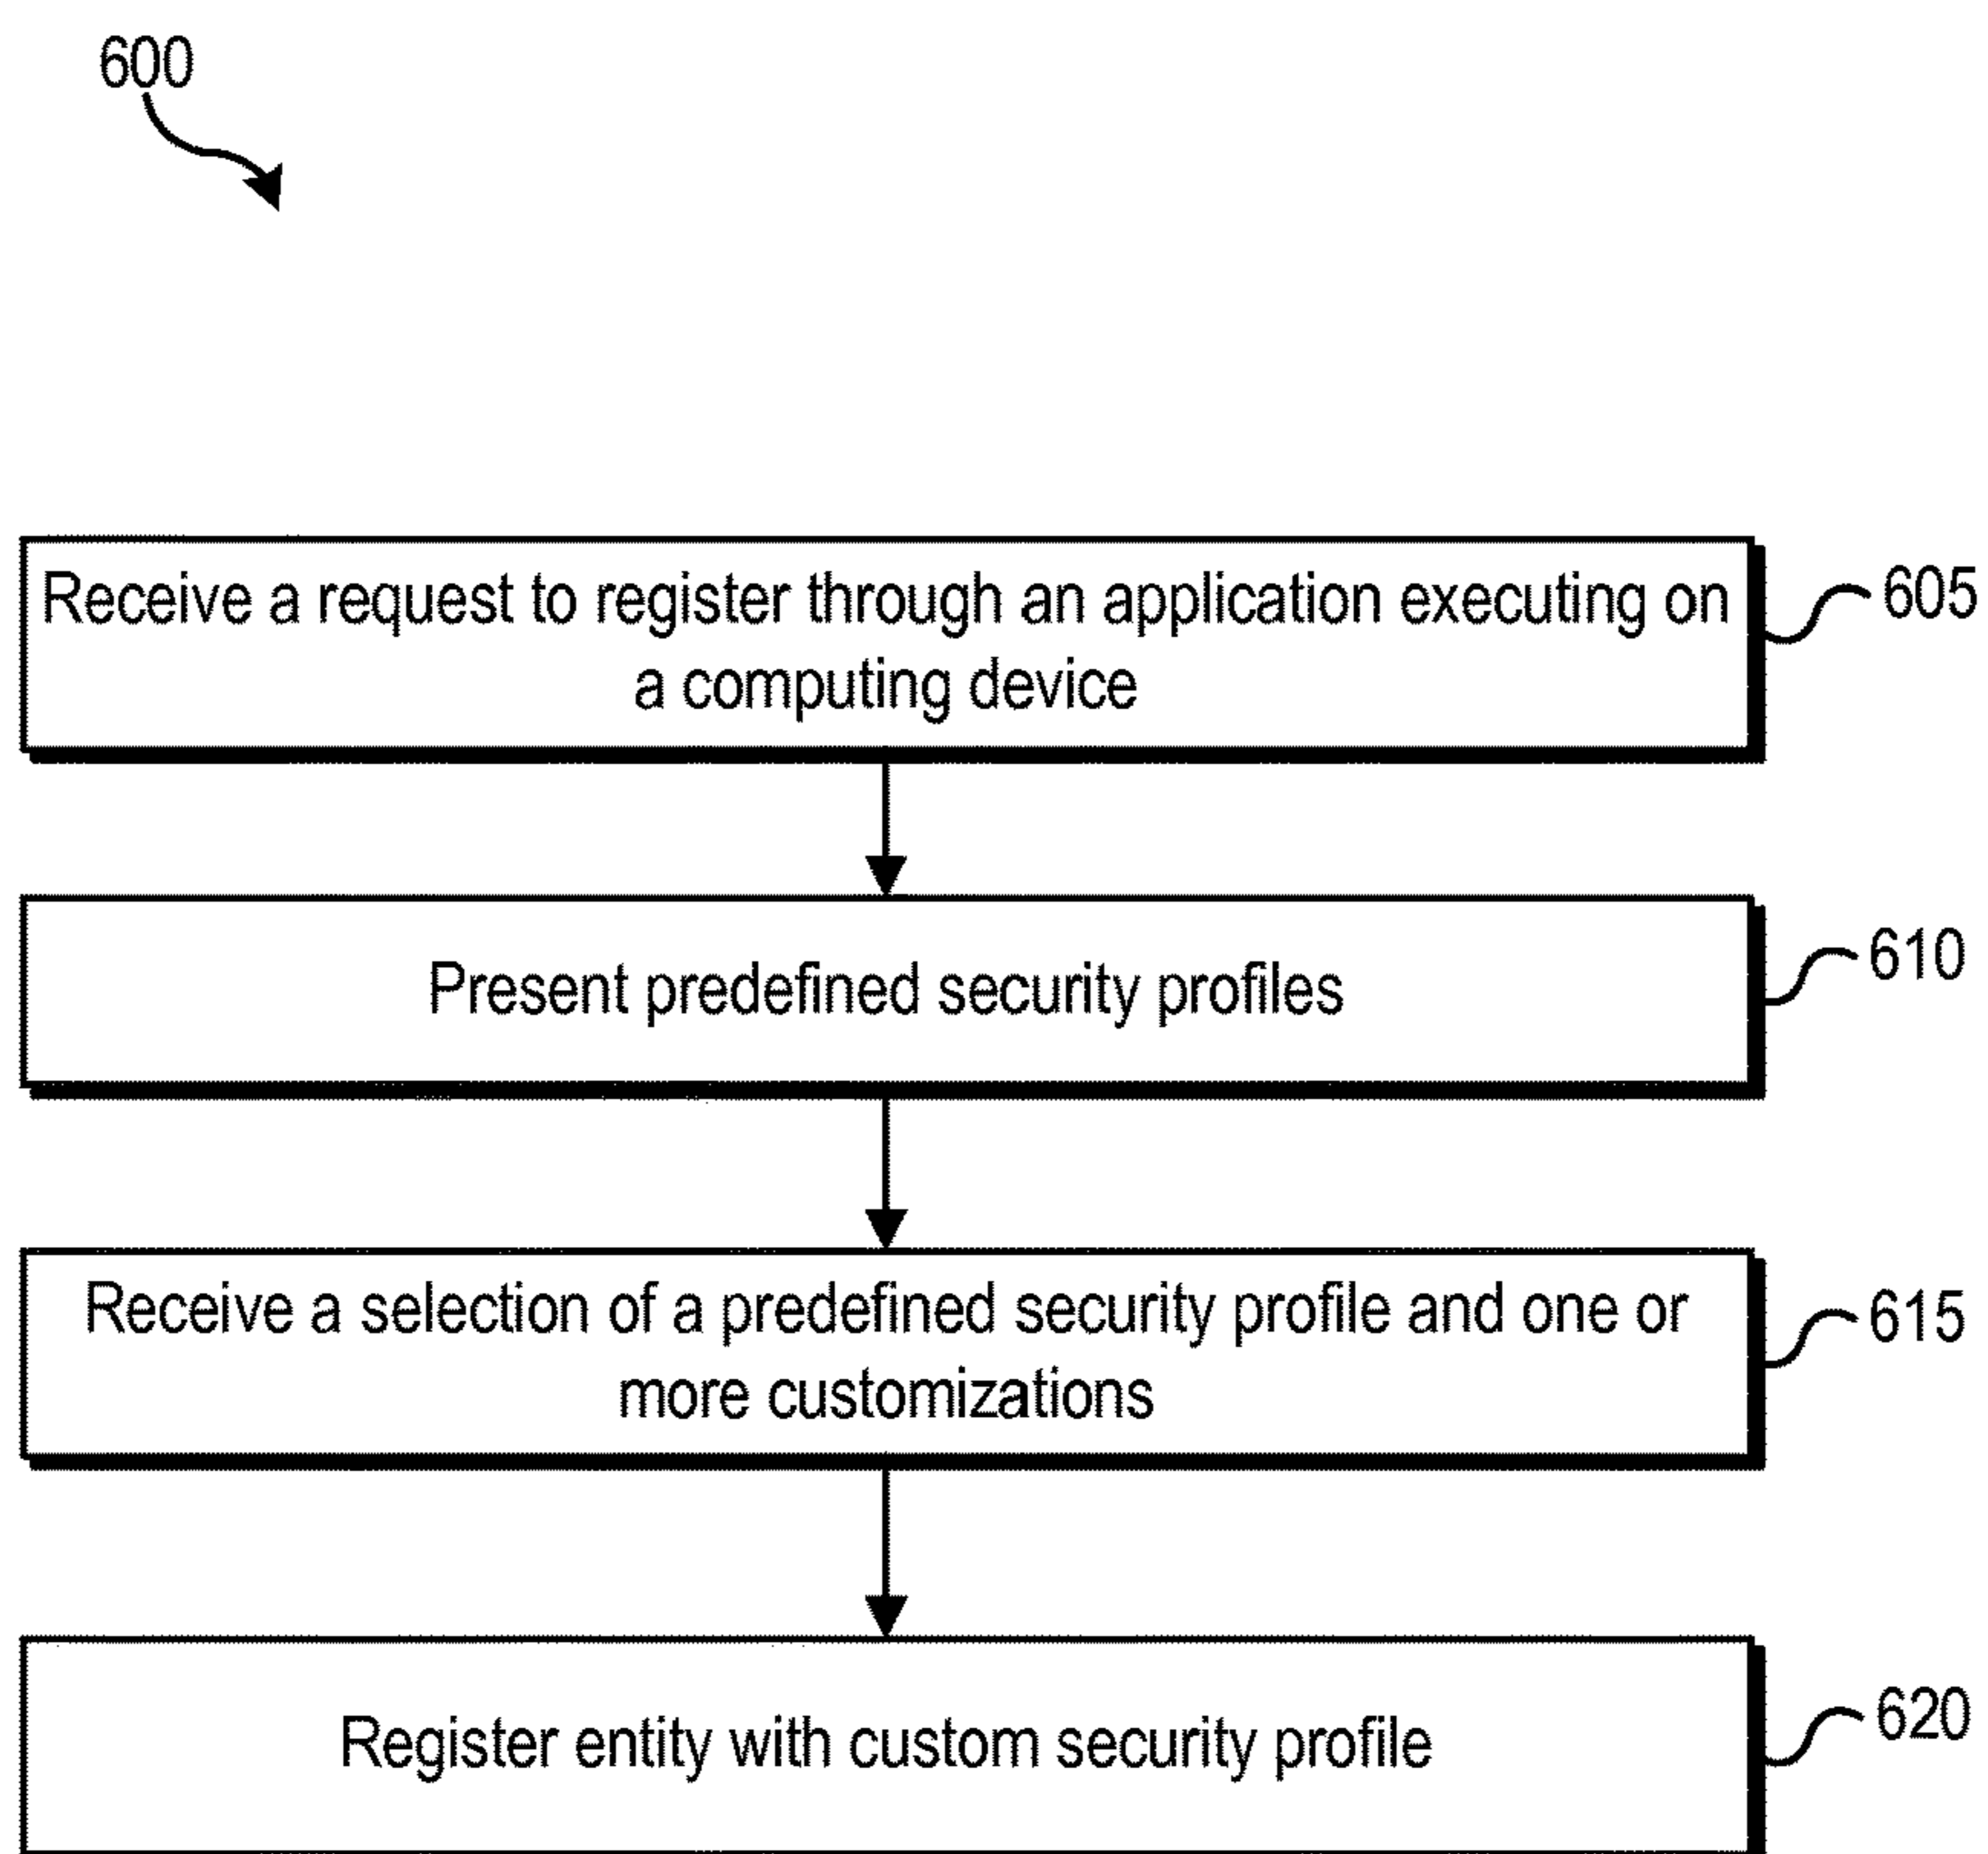 600
Receive a request to register through an application executing on
a computing device
605
Present predefined security profiles
610
Receive a selection of a predefined security profile and one or
more customizations
615
Register entity with custom security profile
620